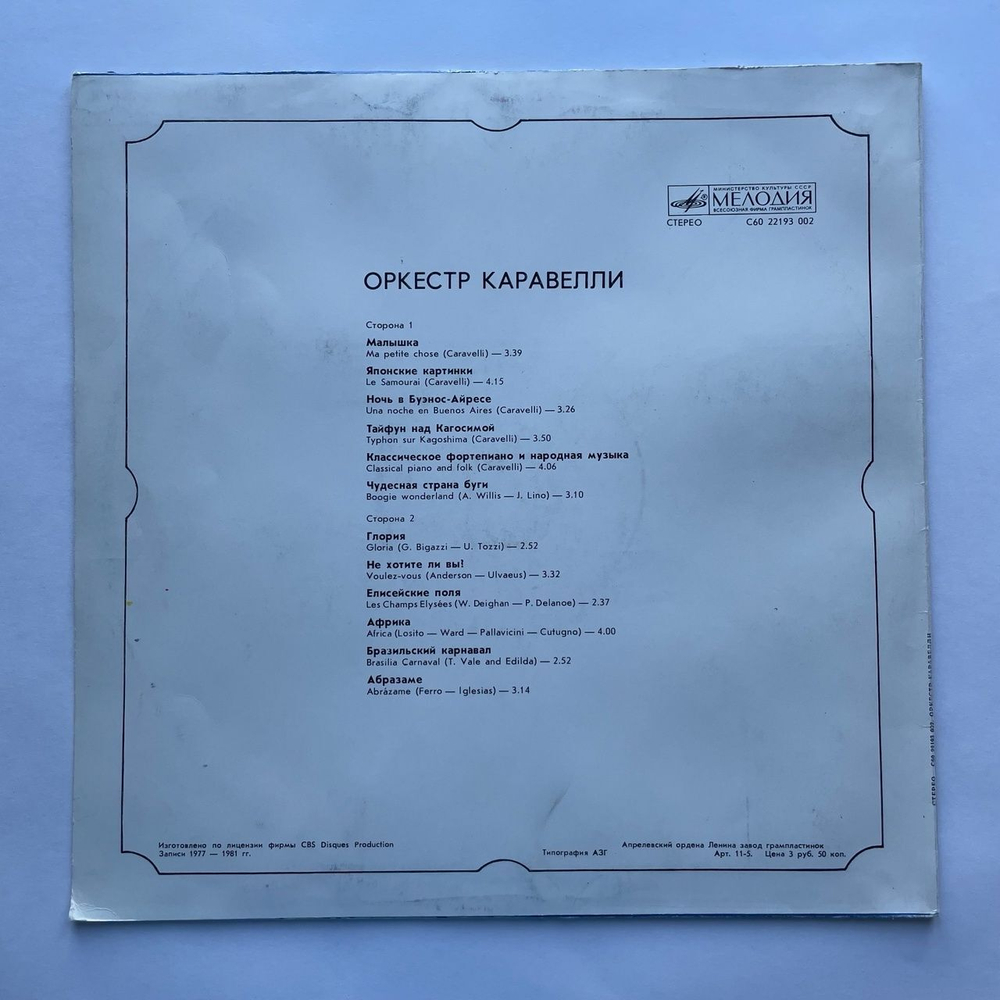 МИНИСТЕРСТВО КУЛЬТУРЫ СССР
МЕЛОДИЯ
ВСЕСОЮЗНАЯ ФИРМА ГРАМПЛАСТИНОК
СТЕРЕО С60 22193 002
ОРКЕСТР КАРАВЕЛЛИ
Сторона 1
Малышка
Ma petite chose (Caravelli) — 3.39
Японские картинки
Le Samourai (Caravelli) — 4.15
Ночь в Буэнос-Айресе
Una noche en Buenos Aires (Caravelli) — 3.26
Тайфун над Кагосимой
Typhon sur Kagoshima (Caravelli) — 3.50
Классическое фортепиано и народная музыка
Classical piano and folk (Caravelli) — 4.06
Чудесная страна буги
Boogie wonderland (A. Willis — J. Lino) — 3.10
Сторона 2
Глория
Gloria (G. Bigazzi — U. Tozzi) — 2.52
Не хотите ли вы!
Voulez-vous (Anderson — Ulvaeus) — 3.32
Елисейские поля
Les Champs Elysées (W. Deighan — P. Delanoe) — 2.37
Африка
Africa (Losito — Ward — Pallavicini — Cutugno) — 4.00
Бразильский карнавал
Brasilia Carnaval (T. Vale and Edilda) — 2.52
Абразаме
Abrázame (Ferro — Iglesias) — 3.14
Изготовлено по лицензии фирмы CBS Disques Production
Записи 1977 — 1981 гг.
Типография АЗГ
Апрелевский ордена Ленина завод грампластинок
Арт. 11-5. Цена 3 руб. 50 коп.
СТЕРЕО ОРКЕСТР КАРАВЕЛЛИ